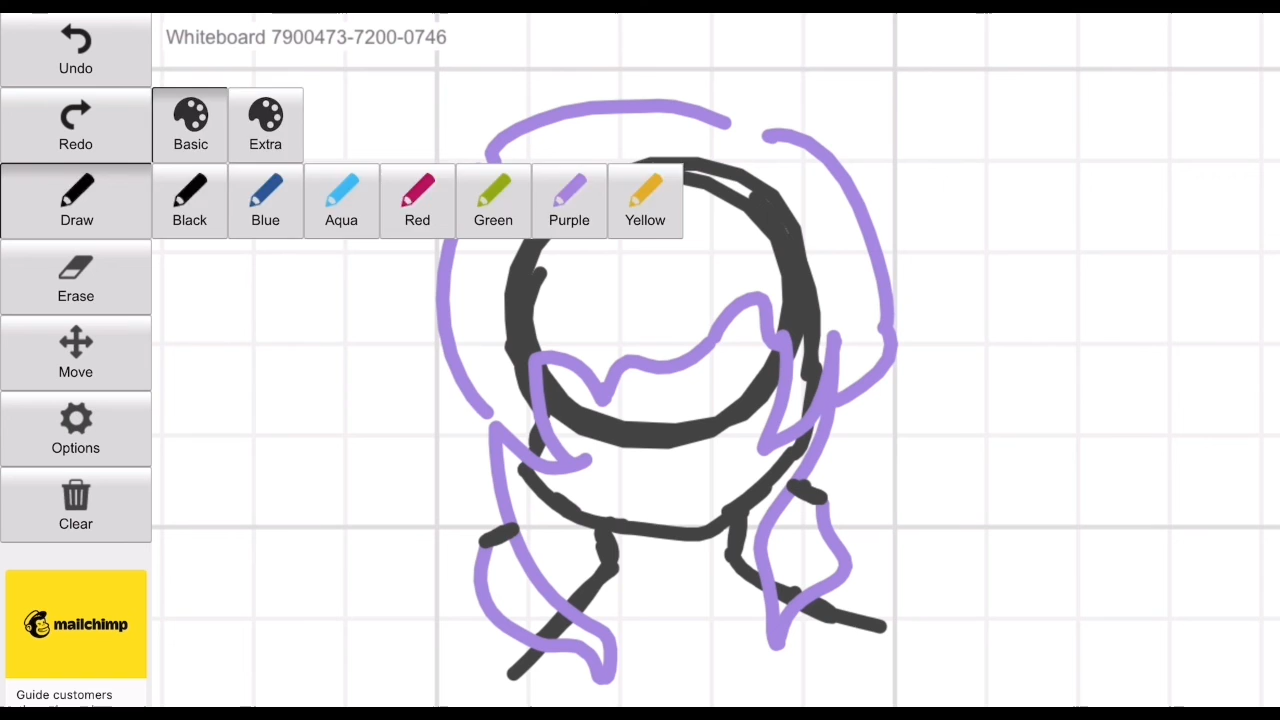 Undo
Whiteboard 7900473-7200-0746
Redo
Basic
Extra
Draw
Black
Blue
Aqua
Red
Green
Purple
Yellow
Erase
Move
Options
Clear
mailchimp
Guide customers